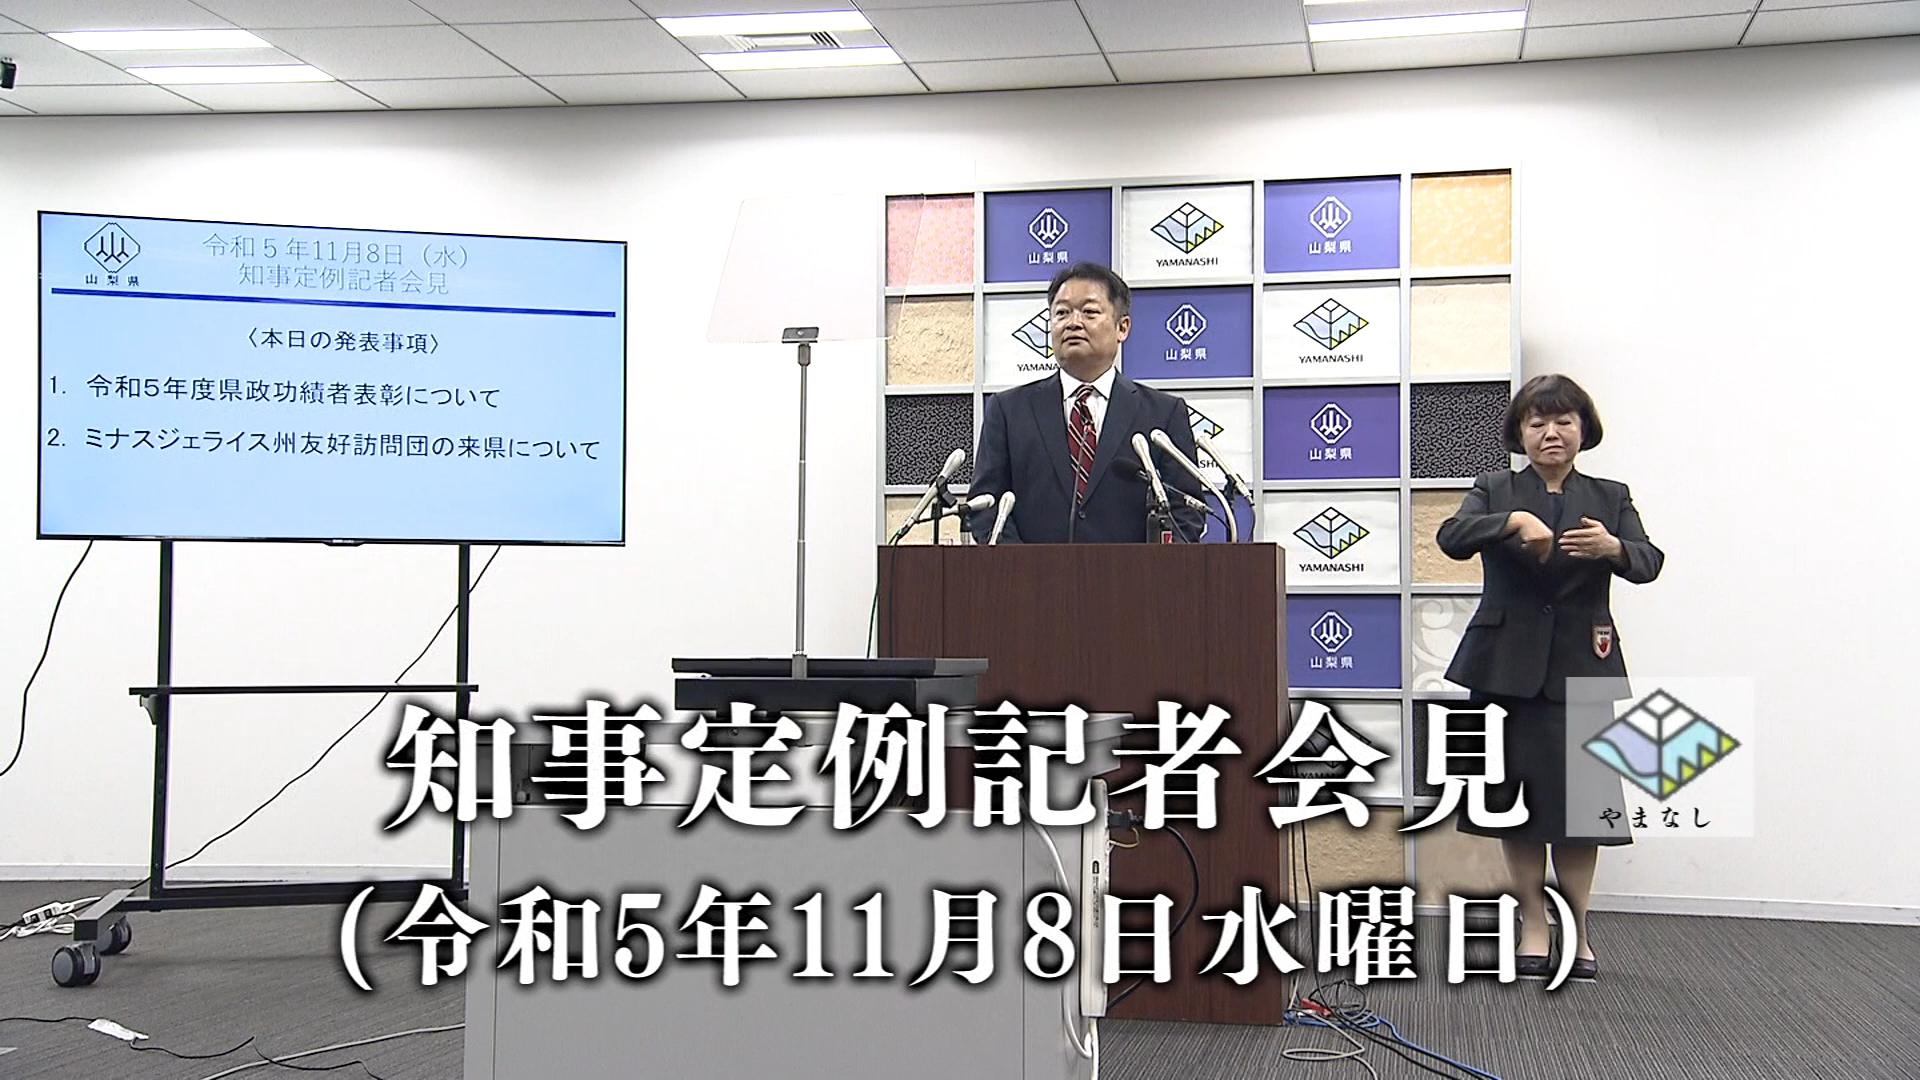 山梨県
令和５年11月8日（水）
知事定例記者会見
〈本日の発表事項〉
1. 令和5年度県政功績者表彰について
2. ミナスジェライス州友好訪問団の来県について
山梨県
YAMANASHI
山梨県
山梨県
YAMANASHI
山梨県
YAMANASHI
山梨県
YAMANASHI
知事定例記者会見
やまなし
(令和5年11月8日水曜日)